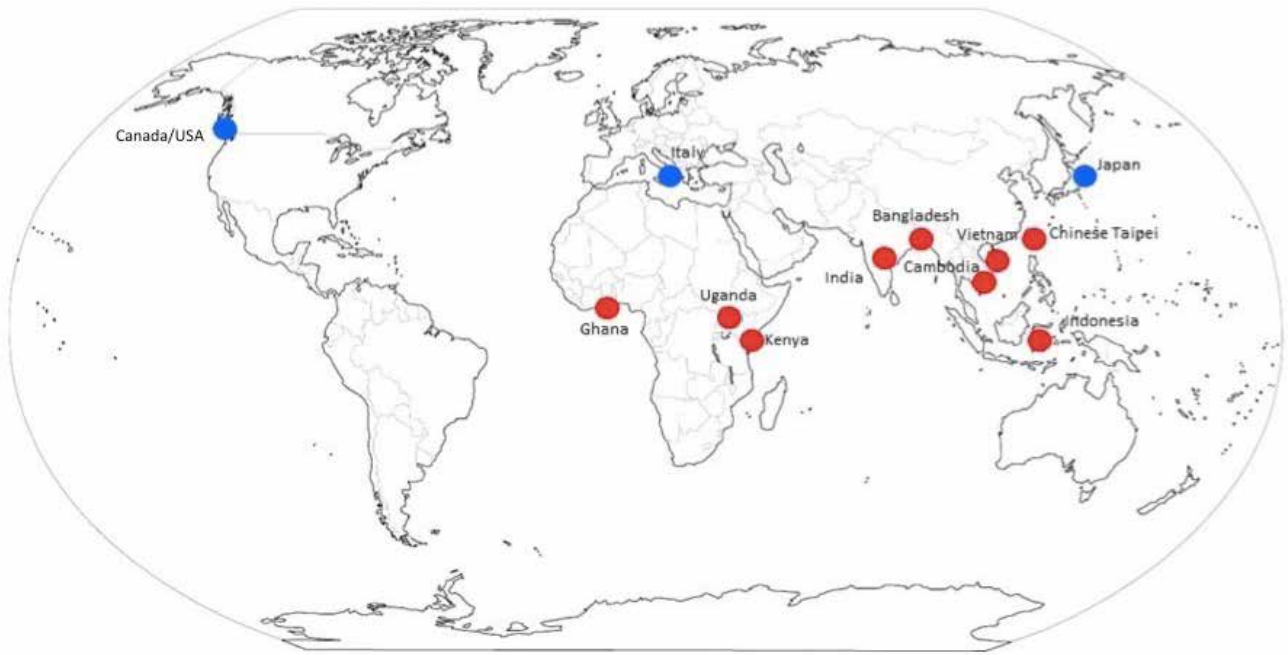 Canada/USA
Italy
Japan
Bangladesh
Vietnam
Chinese Taipei
India
Cambodia
Uganda
Ghana
Kenya
Indonesia